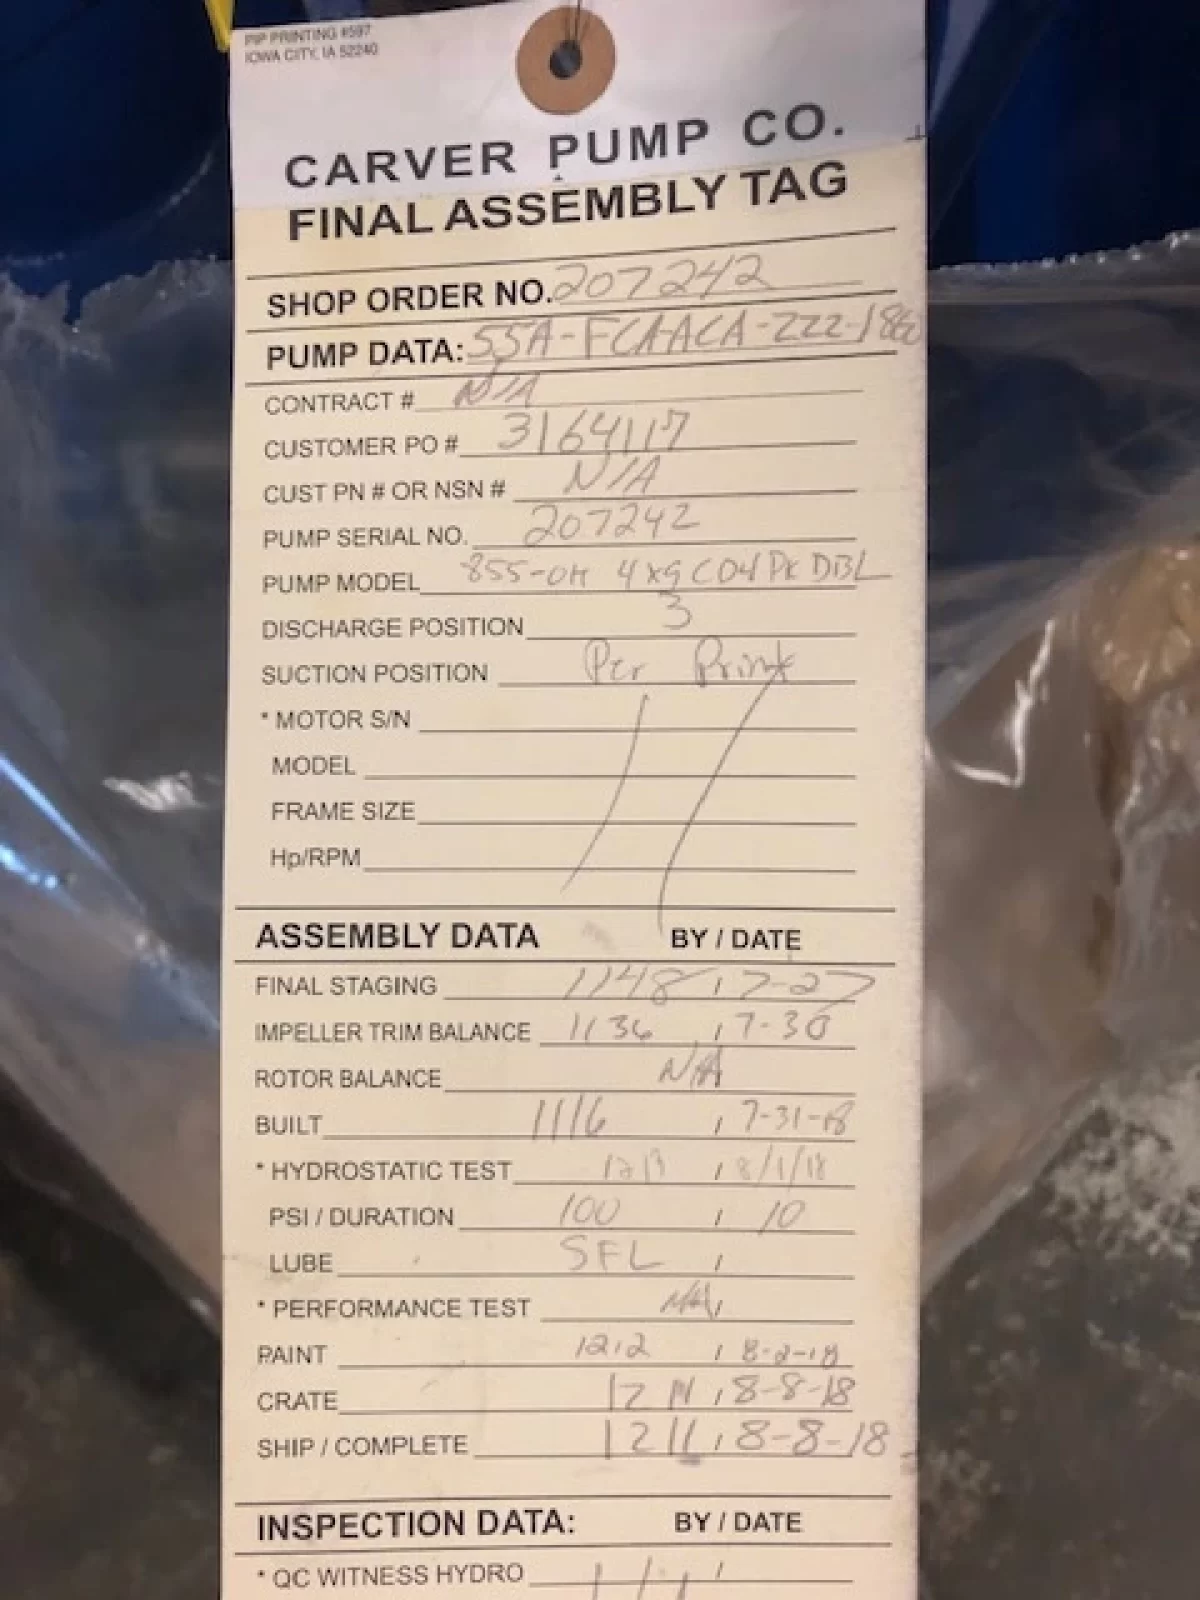 PIP PRINTING #597
IOWA CITY, IA 52240
CARVER PUMP CO.
FINAL ASSEMBLY TAG
SHOP ORDER NO. 207242
PUMP DATA: 55A-FCAACA-ZZZ-1860
CONTRACT # N/A
CUSTOMER PO # 3164117
CUST PN # OR NSN # N/A
PUMP SERIAL NO. 207242
PUMP MODEL 855-OH 4x9 CO4 PK DBL
DISCHARGE POSITION 3
SUCTION POSITION Per Print
* MOTOR S/N
MODEL
FRAME SIZE
Hp/RPM
ASSEMBLY DATA BY / DATE
FINAL STAGING 1148 / 7-27
IMPELLER TRIM BALANCE 1136 / 7-30
ROTOR BALANCE N/A
BUILT 1116 / 7-31-18
* HYDROSTATIC TEST 1213 / 8/1/18
PSI / DURATION 100 / 10
LUBE SFL /
* PERFORMANCE TEST N/A /
PAINT 1212 / 8-2-18
CRATE 1211 / 8-8-18
SHIP / COMPLETE 1211 / 8-8-18
INSPECTION DATA: BY / DATE
* QC WITNESS HYDRO /